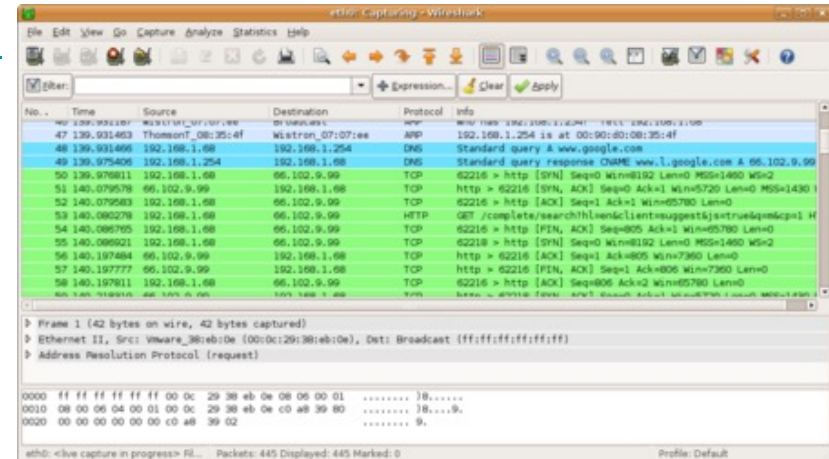 eth0: Capturing - Wireshark
File Edit View Go Capture Analyze Statistics Help
Filter: Expression... Clear Apply
No. . Time Source Destination Protocol Info
47 139.931463 ThomsonT_08:35:4f Wistron_07:07:ee ARP 192.168.1.254 is at 00:90:d0:08:35:4f
48 139.931466 192.168.1.68 192.168.1.254 DNS Standard query A www.google.com
49 139.975406 192.168.1.254 192.168.1.68 DNS Standard query response CNAME www.l.google.com A 66.102.9.99
50 139.976811 192.168.1.68 66.102.9.99 TCP 62216 > http [SYN] Seq=0 Win=8192 Len=0 MSS=1460 WS=2
51 140.079578 66.102.9.99 192.168.1.68 TCP http > 62216 [SYN, ACK] Seq=0 Ack=1 Win=5720 Len=0 MSS=1430
52 140.079583 192.168.1.68 66.102.9.99 TCP 62216 > http [ACK] Seq=1 Ack=1 Win=65780 Len=0
53 140.080278 192.168.1.68 66.102.9.99 HTTP GET /complete/search?hl=en&client=suggest&js=true&q=m&cp=1 H
54 140.086765 192.168.1.68 66.102.9.99 TCP 62216 > http [FIN, ACK] Seq=805 Ack=1 Win=65780 Len=0
55 140.086921 192.168.1.68 66.102.9.99 TCP 62218 > http [SYN] Seq=0 Win=8192 Len=0 MSS=1460 WS=2
56 140.197484 66.102.9.99 192.168.1.68 TCP http > 62216 [ACK] Seq=1 Ack=805 Win=7360 Len=0
57 140.197777 66.102.9.99 192.168.1.68 TCP http > 62216 [FIN, ACK] Seq=1 Ack=806 Win=7360 Len=0
58 140.197811 192.168.1.68 66.102.9.99 TCP 62216 > http [ACK] Seq=806 Ack=2 Win=65780 Len=0
Frame 1 (42 bytes on wire, 42 bytes captured)
Ethernet II, Src: Vmware_38:eb:0e (00:0c:29:38:eb:0e), Dst: Broadcast (ff:ff:ff:ff:ff:ff)
Address Resolution Protocol (request)
0000 ff ff ff ff ff ff 00 0c 29 38 eb 0e 08 06 00 01 ........ )8......
0010 08 00 06 04 00 01 00 0c 29 38 eb 0e c0 a8 39 80 ........ )8....9.
0020 00 00 00 00 00 00 c0 a8 39 02 ........ 9.
eth0: <live capture in progress> Fil... Packets: 445 Displayed: 445 Marked: 0 Profile: Default